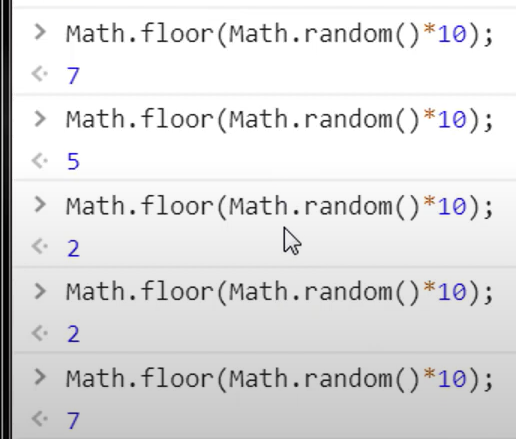 > Math.floor(Math.random()*10);
<· 7
> Math.floor(Math.random()*10);
<· 5
> Math.floor(Math.random()*10);
<· 2
> Math.floor(Math.random()*10);
<· 2
> Math.floor(Math.random()*10);
<· 7